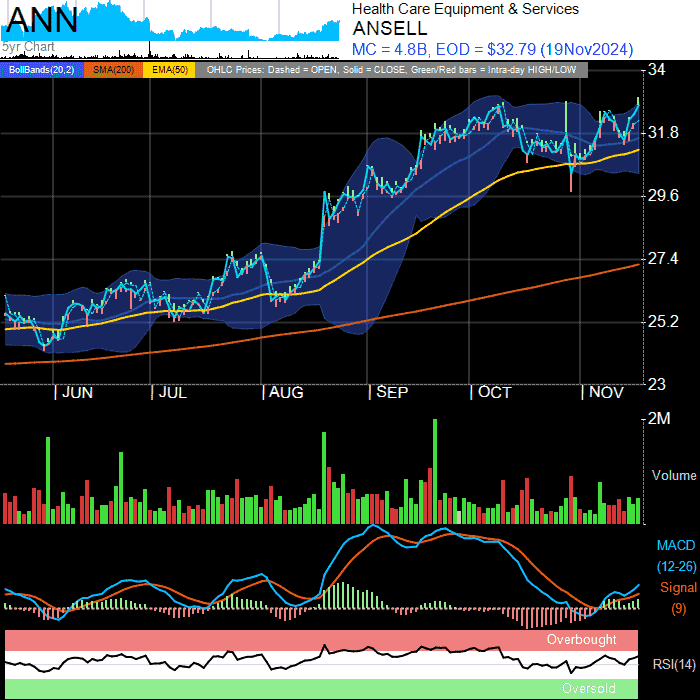 ANN
5yr Chart
Health Care Equipment & Services
ANSELL
MC = 4.8B, EOD = $32.79 (19Nov2024)
BollBands(20,2) SMA(200) EMA(50) OHLC Prices: Dashed = OPEN, Solid = CLOSE, Green/Red bars = Intra-day HIGH/LOW
34
31.8
29.6
27.4
25.2
23
JUN JUL AUG SEP OCT NOV
2M
Volume
MACD
(12-26)
Signal
(9)
Overbought
RSI(14)
Oversold